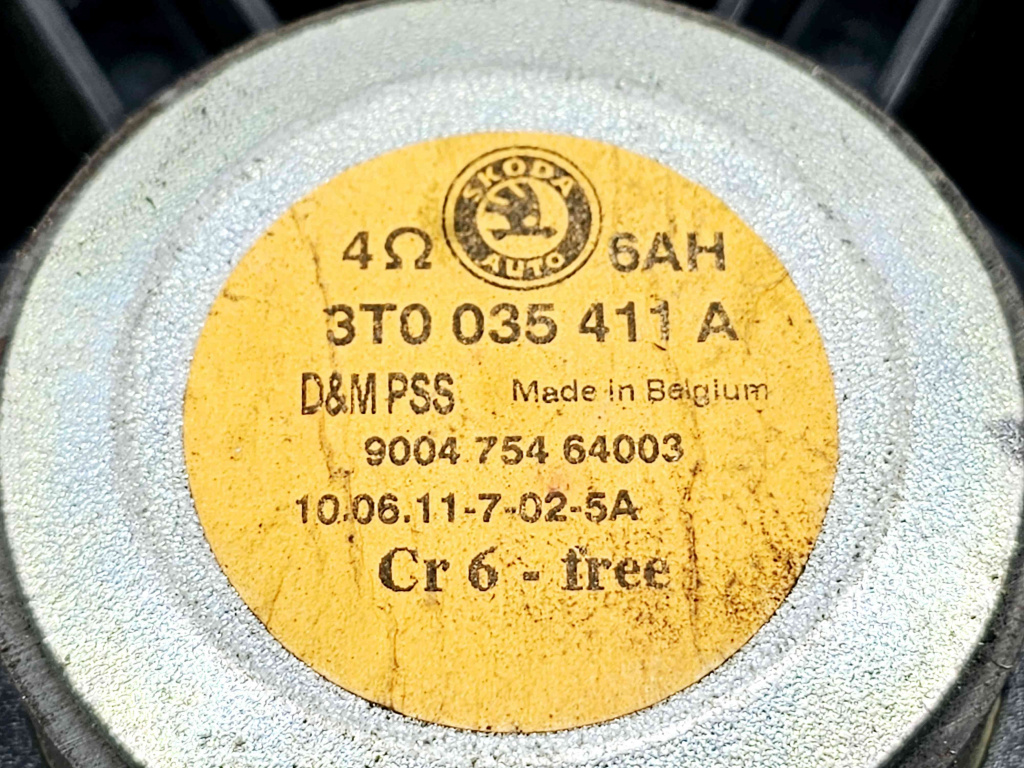 SKODA
AUTO
4Ω 6AH
3T0 035 411 A
D&M PSS Made in Belgium
9004 754 64003
10.06.11-7-02-5A
Cr 6 - free